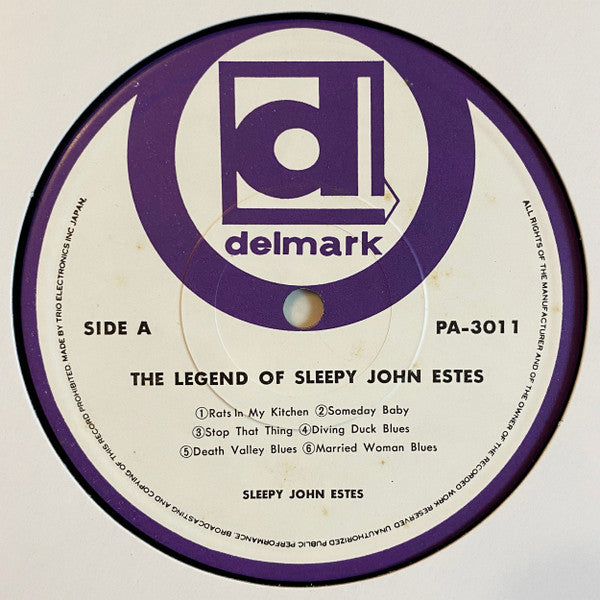 d
delmark
SIDE A
PA-3011
THE LEGEND OF SLEEPY JOHN ESTES
①Rats In My Kitchen ②Someday Baby
③Stop That Thing ④Diving Duck Blues
⑤Death Valley Blues ⑥Married Woman Blues
SLEEPY JOHN ESTES
ALL RIGHTS OF THE MANUFACTURER AND OF THE OWNER OF THE RECORDED WORK RESERVED. UNAUTHORIZED PUBLIC PERFORMANCE, BROADCASTING AND COPYING OF THIS RECORD PROHIBITED. MADE BY TRIO ELECTRONICS INC JAPAN.